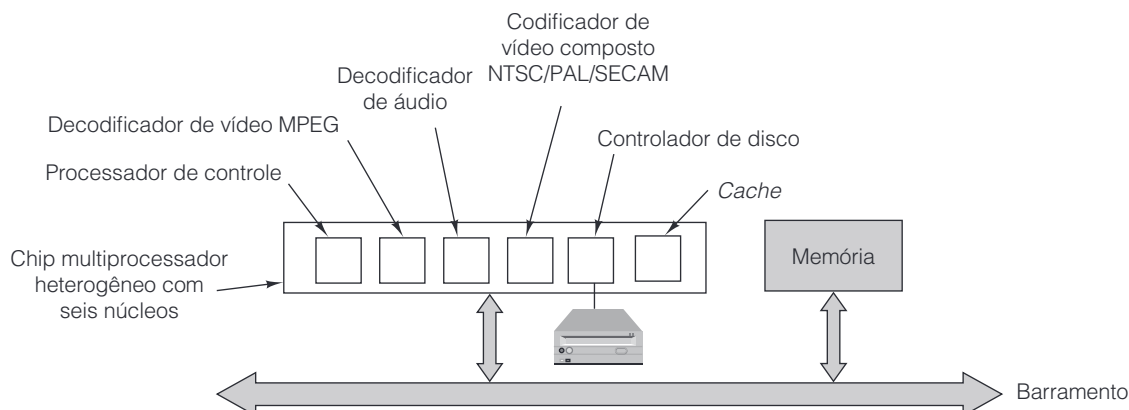 Codificador de
vídeo composto
NTSC/PAL/SECAM
Decodificador
de áudio
Decodificador de vídeo MPEG
Controlador de disco
Processador de controle
Cache
Chip multiprocessador
heterogêneo com
seis núcleos
Memória
Barramento